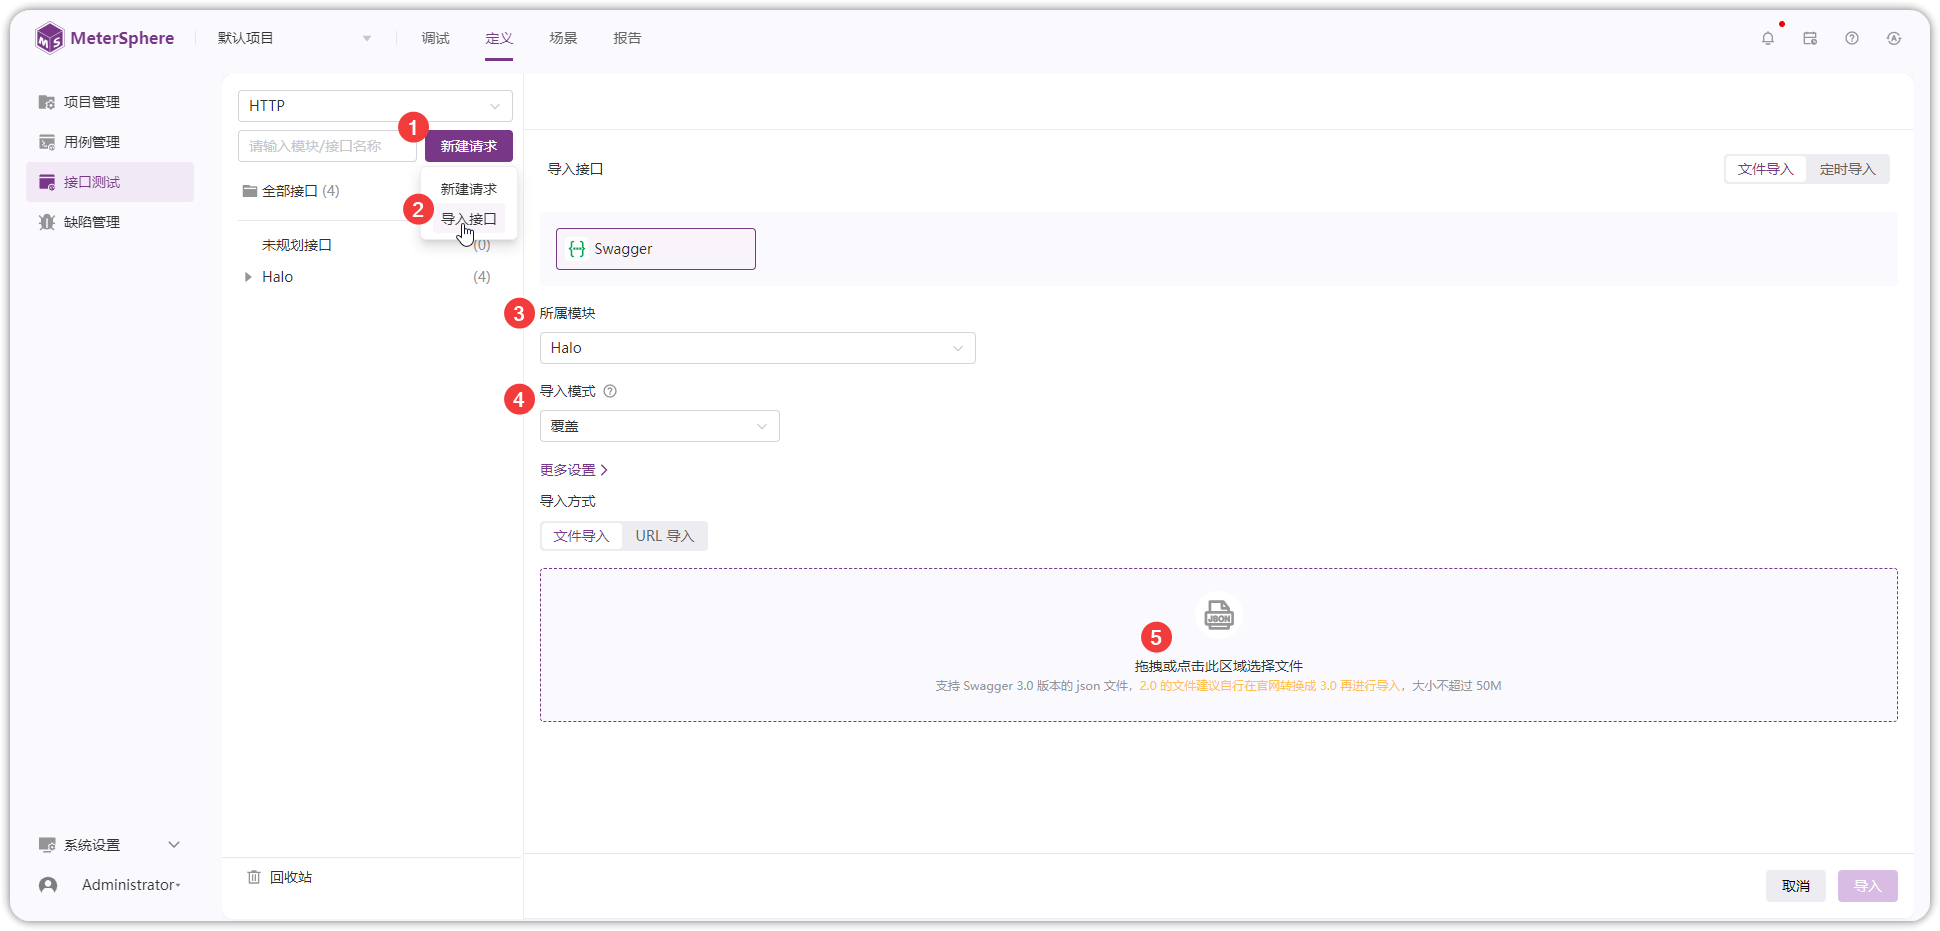 MeterSphere
默认项目
调试
定义
场景
报告
项目管理
用例管理
接口测试
缺陷管理
系统设置
Administrator
HTTP
请输入模块/接口名称
1
新建请求
全部接口 (4)
新建请求
2
导入接口
未规划接口
(0)
Halo
(4)
回收站
导入接口
文件导入
定时导入
Swagger
3
所属模块
Halo
4
导入模式
覆盖
更多设置
导入方式
文件导入
URL 导入
JSON
5
拖拽或点击此区域选择文件
支持 Swagger 3.0 版本的 json 文件，2.0 的文件建议自行在官网转换成 3.0 再进行导入，大小不超过 50M
取消
导入